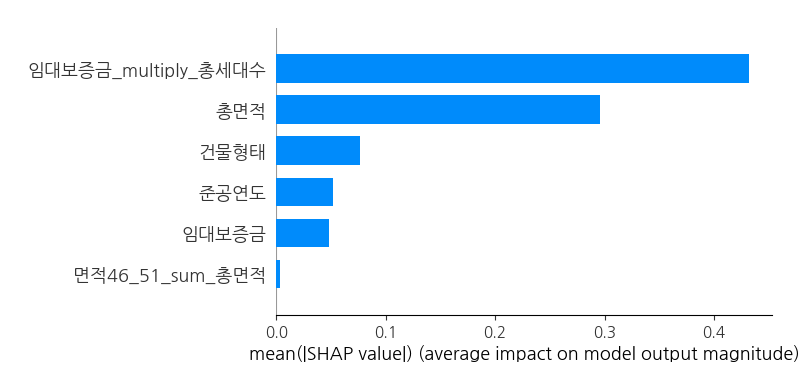 임대보증금_multiply_총세대수
총면적
건물형태
준공연도
임대보증금
면적46_51_sum_총면적
0.0 0.1 0.2 0.3 0.4
mean(|SHAP value|) (average impact on model output magnitude)